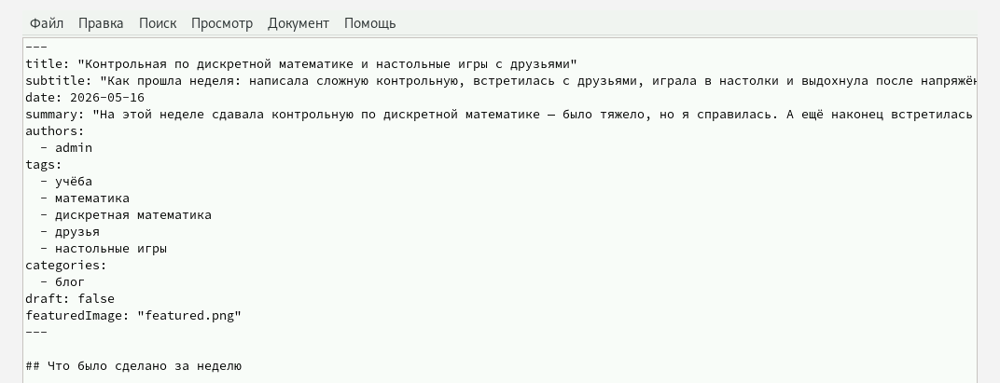 Файл Правка Поиск Просмотр Документ Помощь
---
title: "Контрольная по дискретной математике и настольные игры с друзьями"
subtitle: "Как прошла неделя: написала сложную контрольную, встретилась с друзьями, играла в настолки и выдохнула после
date: 2026-05-16
summary: "На этой неделе сдавала контрольную по дискретной математике — было тяжело, но я справилась. А ещё наконец встретилась
authors:
  - admin
tags:
  - учёба
  - математика
  - дискретная математика
  - друзья
  - настольные игры
categories:
  - блог
draft: false
featuredImage: "featured.png"
---
## Что было сделано за неделю